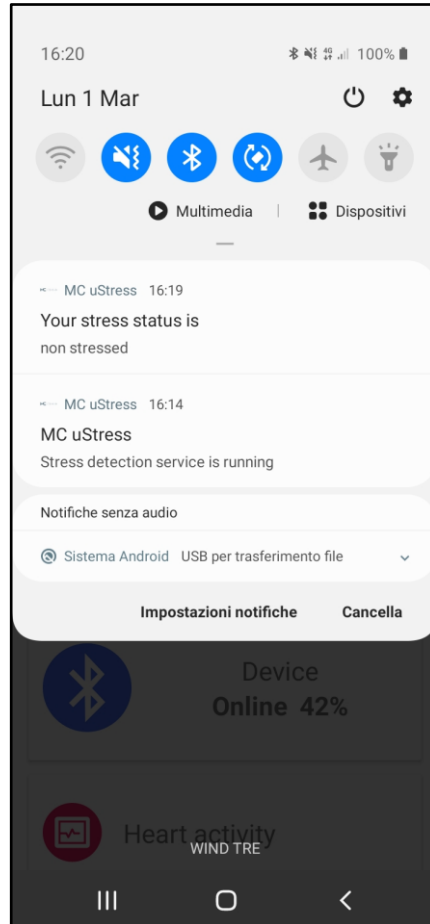 16:20 4G 100%
Lun 1 Mar
Multimedia | Dispositivi
MC uStress 16:19
Your stress status is
non stressed
MC uStress 16:14
MC uStress
Stress detection service is running
Notifiche senza audio
Sistema Android USB per trasferimento file
Impostazioni notifiche Cancella
Device
Online 42%
Heart activity
WIND TRE